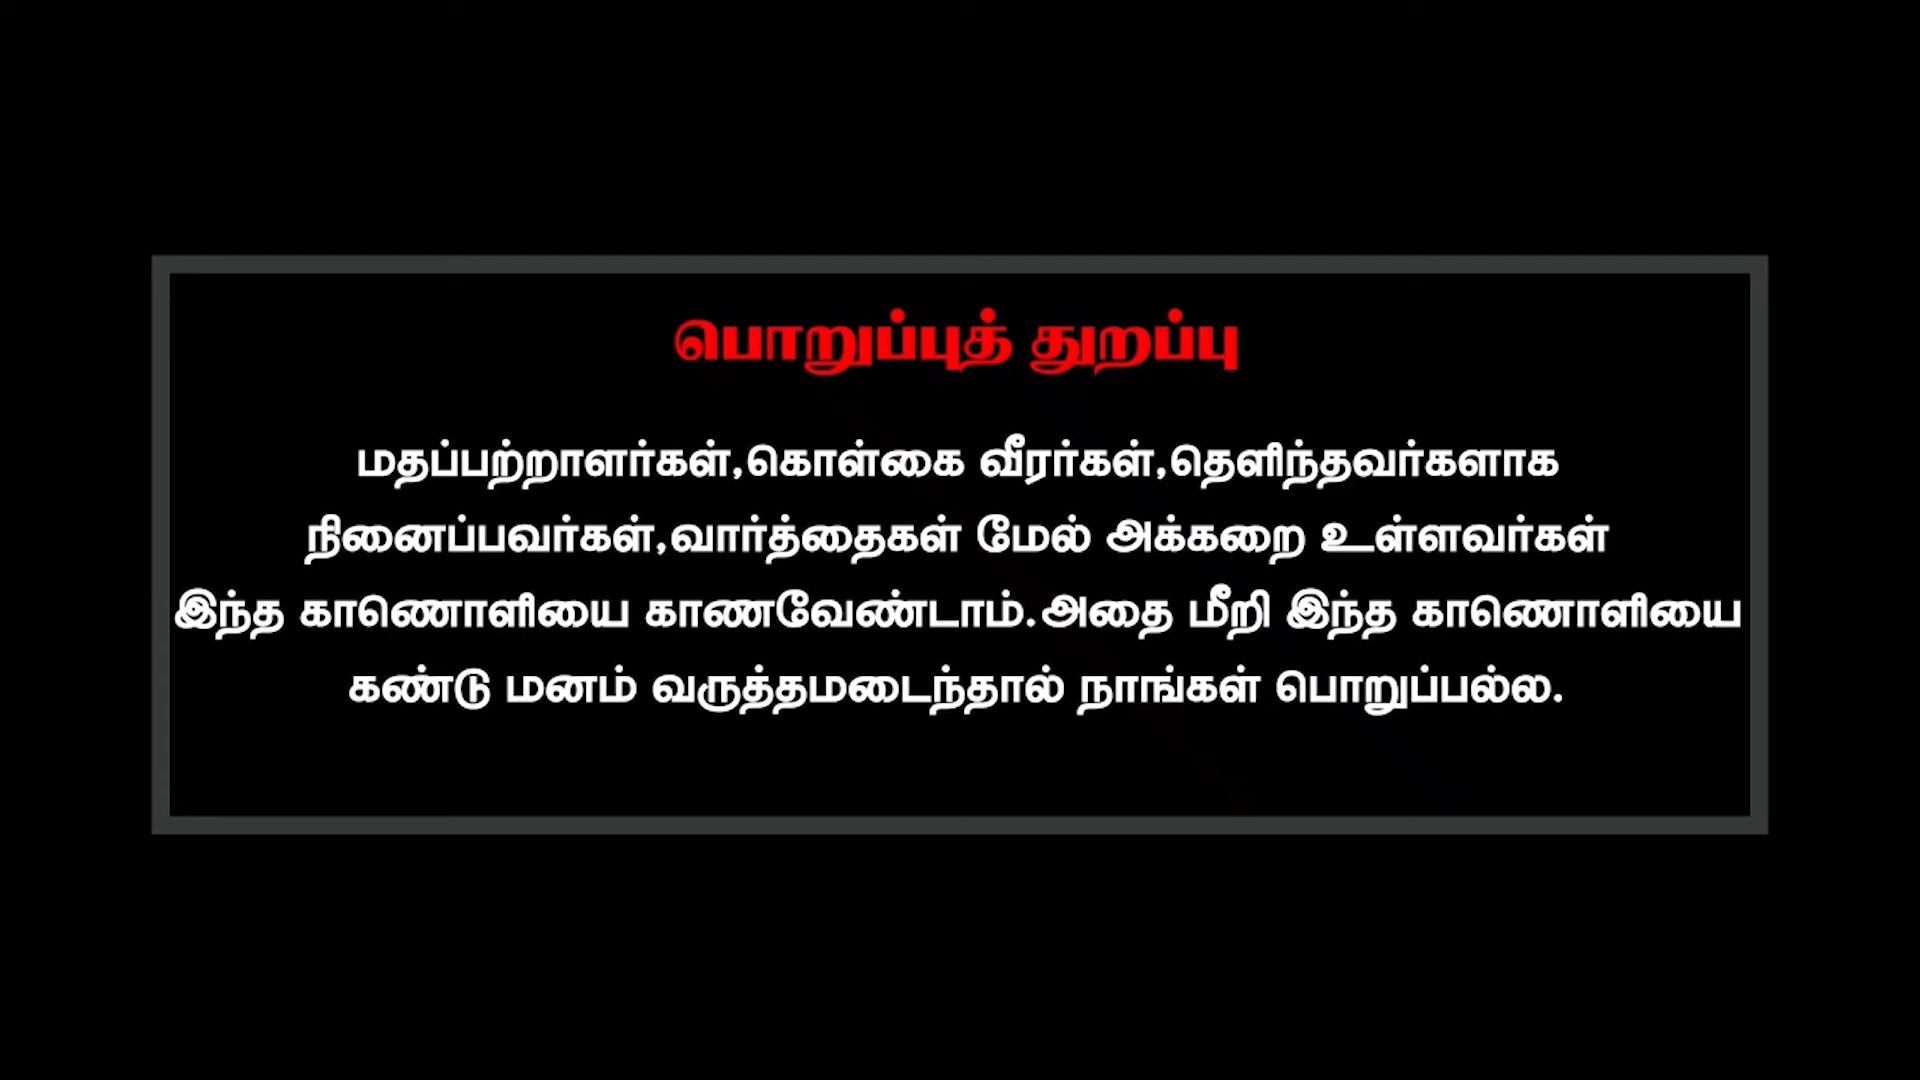 பொறுப்புத் துறப்பு
மதப்பற்றாளர்கள்,கொள்கை வீரர்கள்,தெளிந்தவர்களாக
நினைப்பவர்கள்,வார்த்தைகள் மேல் அக்கறை உள்ளவர்கள்
இந்த காணொளியை காணவேண்டாம்.அதை மீறி இந்த காணொளியை
கண்டு மனம் வருத்தமடைந்தால் நாங்கள் பொறுப்பல்ல.